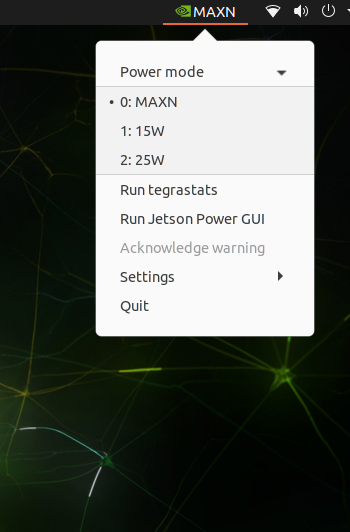 MAXN
Power mode
0: MAXN
1: 15W
2: 25W
Run tegrastats
Run Jetson Power GUI
Acknowledge warning
Settings
Quit